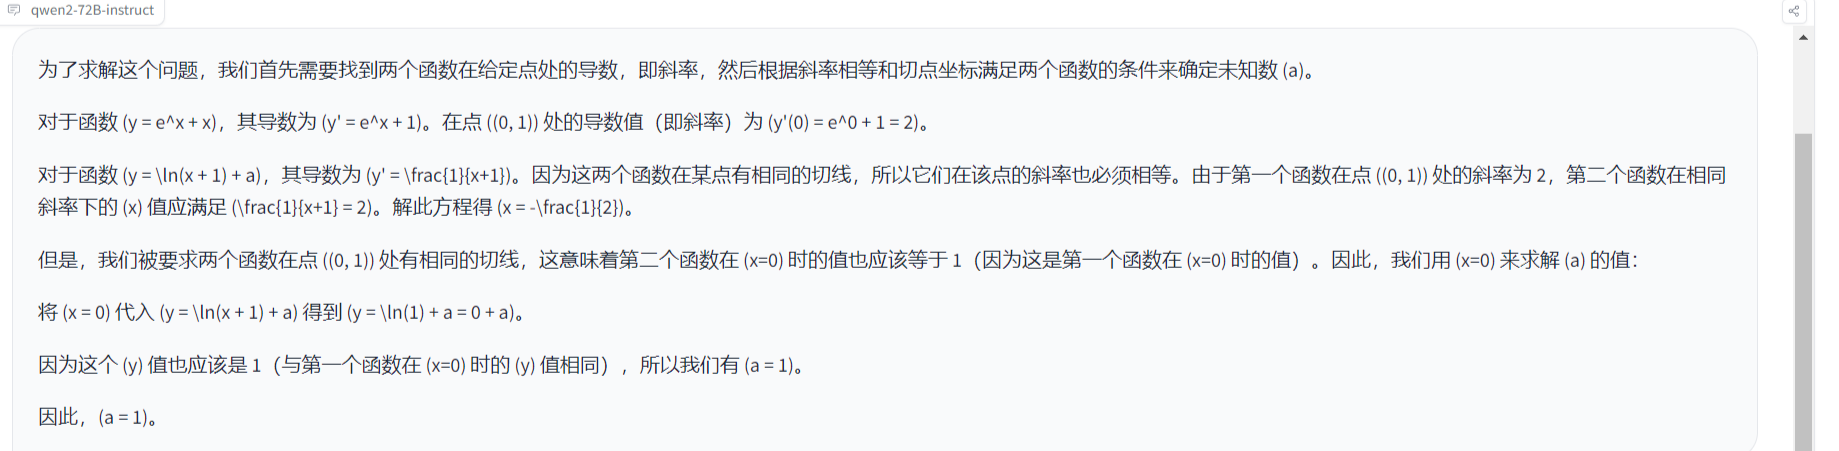 qwen2-72B-instruct
为了求解这个问题，我们首先需要找到两个函数在给定点处的导数，即斜率，然后根据斜率相等和切点坐标满足两个函数的条件来确定未知数 (a)。
对于函数 (y = e^x + x)，其导数为 (y' = e^x + 1)。在点 ((0, 1)) 处的导数值（即斜率）为 (y'(0) = e^0 + 1 = 2)。
对于函数 (y = \ln(x + 1) + a)，其导数为 (y' = \frac{1}{x+1})。因为这两个函数在某点有相同的切线，所以它们在该点的斜率也必须相等。由于第一个函数在点 ((0, 1)) 处的斜率为 2，第二个函数在相同
斜率下的 (x) 值应满足 (\frac{1}{x+1} = 2)。解此方程得 (x = -\frac{1}{2})。
但是，我们被要求两个函数在点 ((0, 1)) 处有相同的切线，这意味着第二个函数在 (x=0) 时的值也应该等于 1（因为这是第一个函数在 (x=0) 时的值）。因此，我们用 (x=0) 来求解 (a) 的值：
将 (x = 0) 代入 (y = \ln(x + 1) + a) 得到 (y = \ln(1) + a = 0 + a)。
因为这个 (y) 值也应该是 1（与第一个函数在 (x=0) 时的 (y) 值相同），所以我们有 (a = 1)。
因此，(a = 1)。